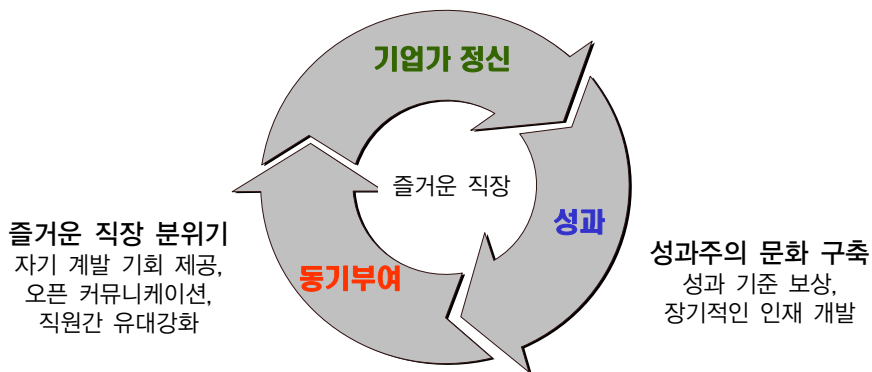 기업가 정신
즐거운 직장
성과
동기부여
즐거운 직장 분위기
자기 계발 기회 제공,
오픈 커뮤니케이션,
직원간 유대강화
성과주의 문화 구축
성과 기준 보상,
장기적인 인재 개발